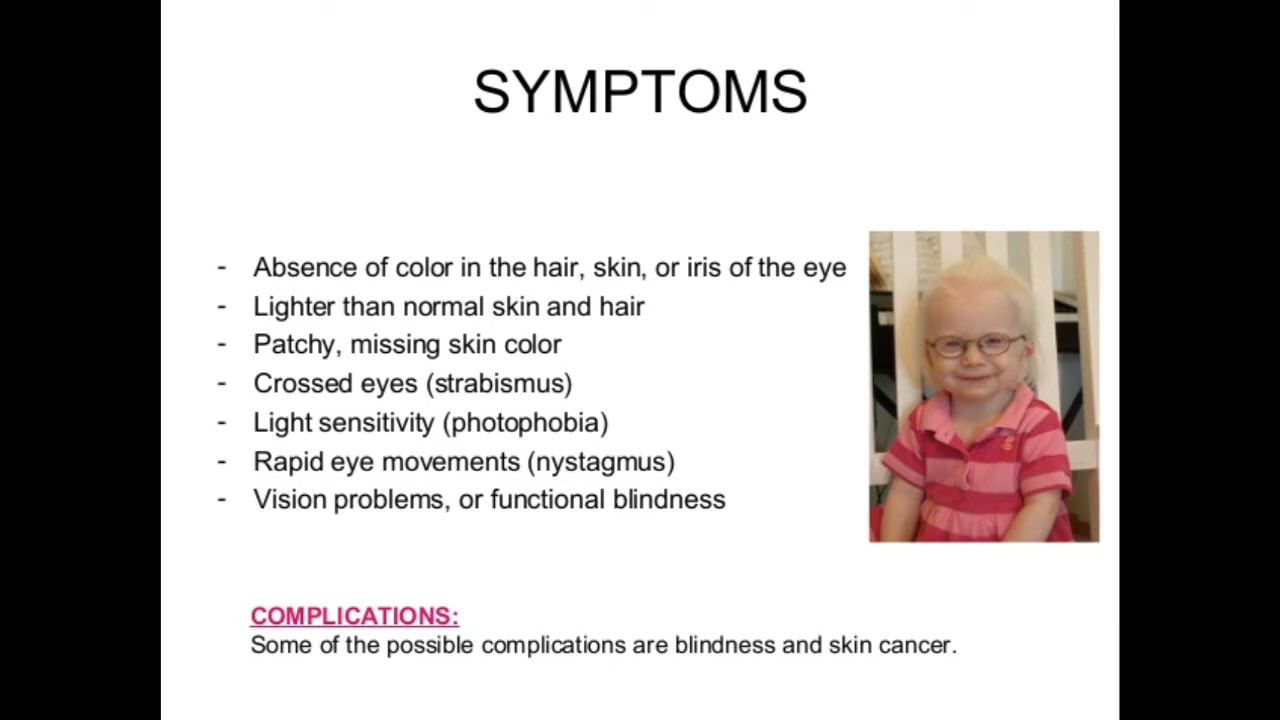 SYMPTOMS
- Absence of color in the hair, skin, or iris of the eye
- Lighter than normal skin and hair
- Patchy, missing skin color
- Crossed eyes (strabismus)
- Light sensitivity (photophobia)
- Rapid eye movements (nystagmus)
- Vision problems, or functional blindness
COMPLICATIONS:
Some of the possible complications are blindness and skin cancer.